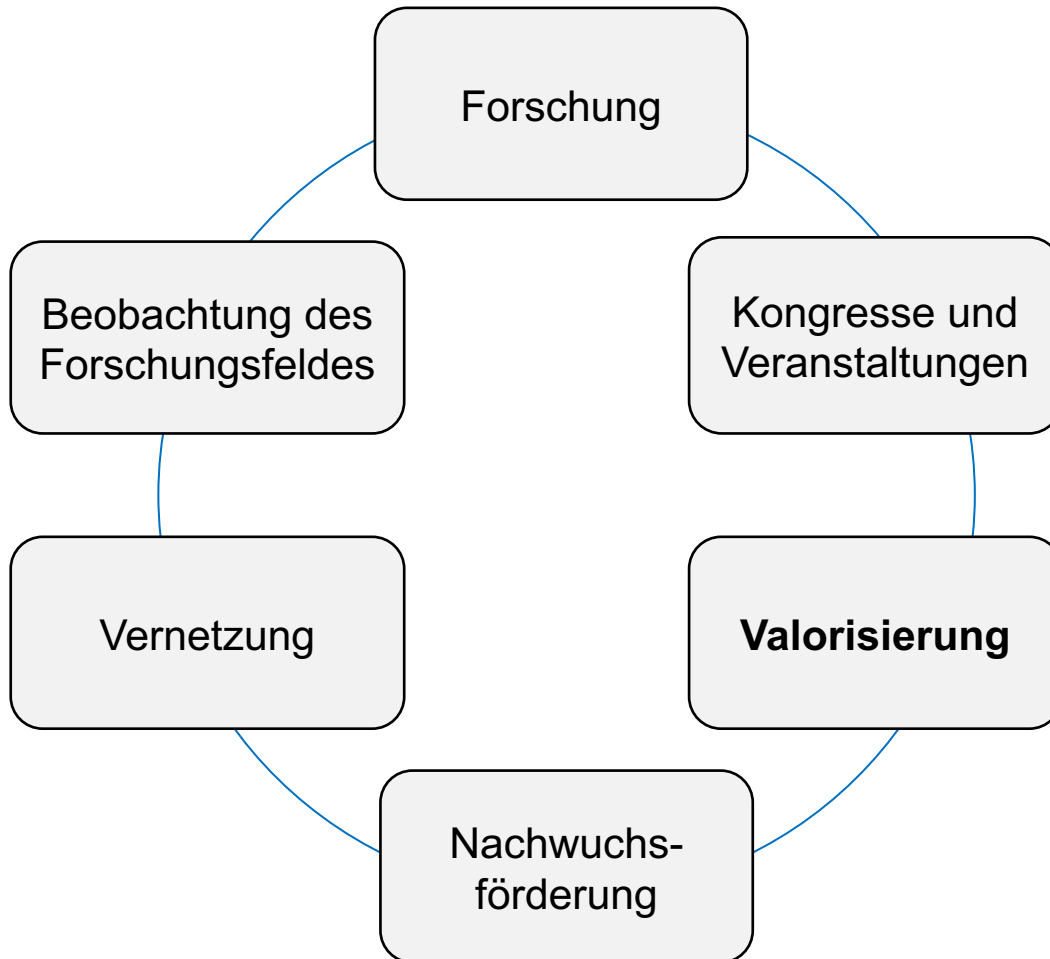 Forschung
Beobachtung des
Forschungsfeldes
Kongresse und
Veranstaltungen
Vernetzung
Valorisierung
Nachwuchs-
förderung